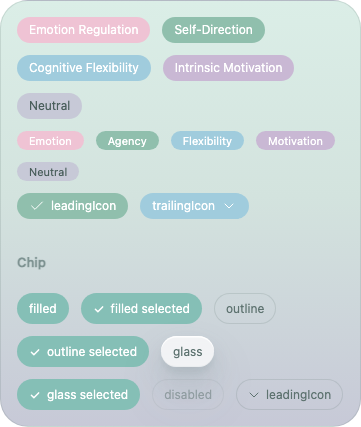 Emotion Regulation Self-Direction
Cognitive Flexibility Intrinsic Motivation
Neutral
Emotion Agency Flexibility Motivation
Neutral
leadingIcon trailingIcon
Chip
filled filled selected outline
outline selected glass
glass selected disabled leadingIcon